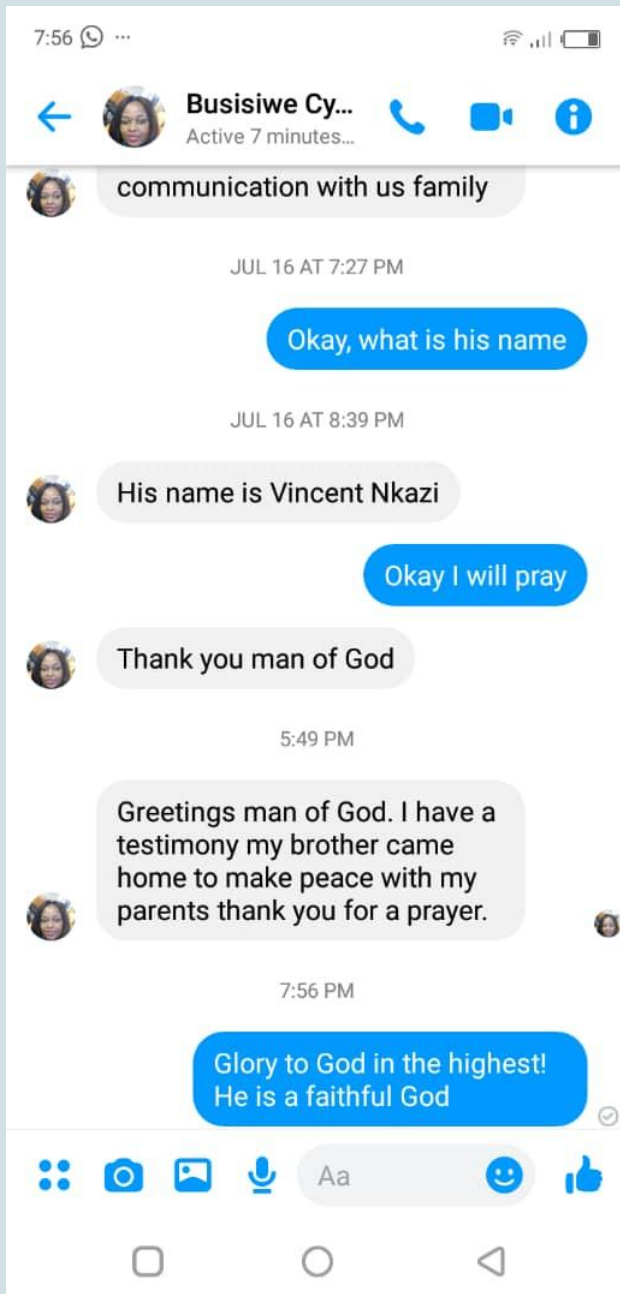 7:56 ...
Busisiwe Cy...
Active 7 minutes...
communication with us family
JUL 16 AT 7:27 PM
Okay, what is his name
JUL 16 AT 8:39 PM
His name is Vincent Nkazi
Okay I will pray
Thank you man of God
5:49 PM
Greetings man of God. I have a
testimony my brother came
home to make peace with my
parents thank you for a prayer.
7:56 PM
Glory to God in the highest!
He is a faithful God
Aa